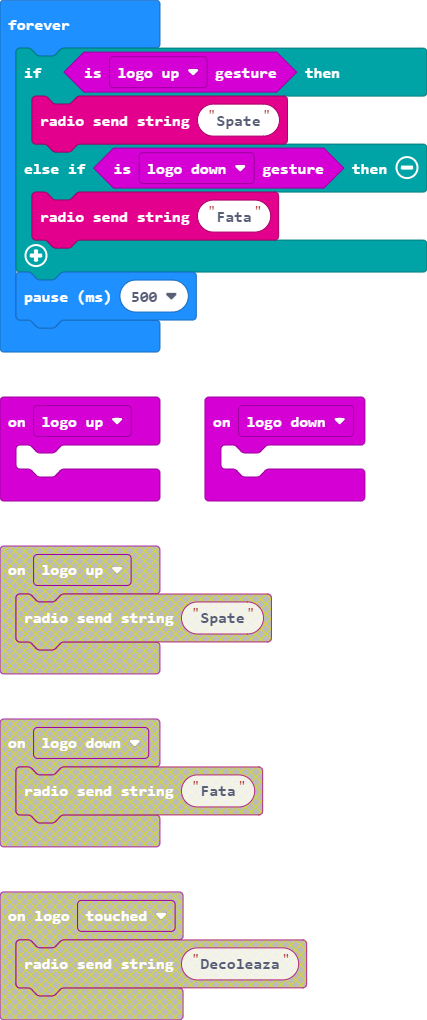 forever
if is logo up gesture then
radio send string "Spate"
else if is logo down gesture then
radio send string "Fata"
pause (ms) 500
on logo up on logo down
on logo up
radio send string "Spate"
on logo down
radio send string "Fata"
on logo touched
radio send string "Decoleaza"